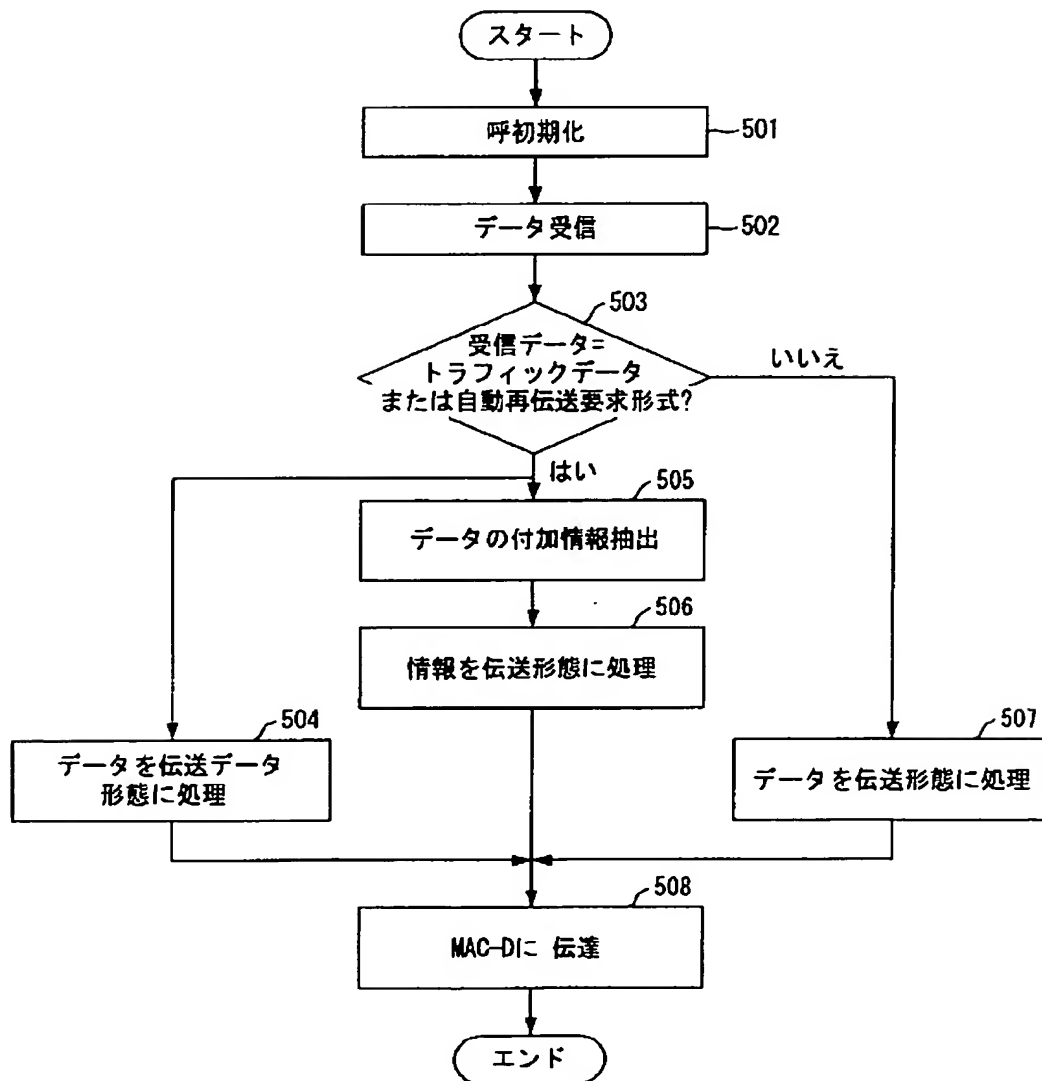 スタート
呼初期化
501
データ受信
502
503
受信データ=
トラフィックデータ
または自動再伝送要求形式?
いいえ
はい
505
データの付加情報抽出
506
情報を伝送形態に処理
504
データを伝送データ
形態に処理
507
データを伝送形態に処理
508
MAC-Dに 伝達
エンド